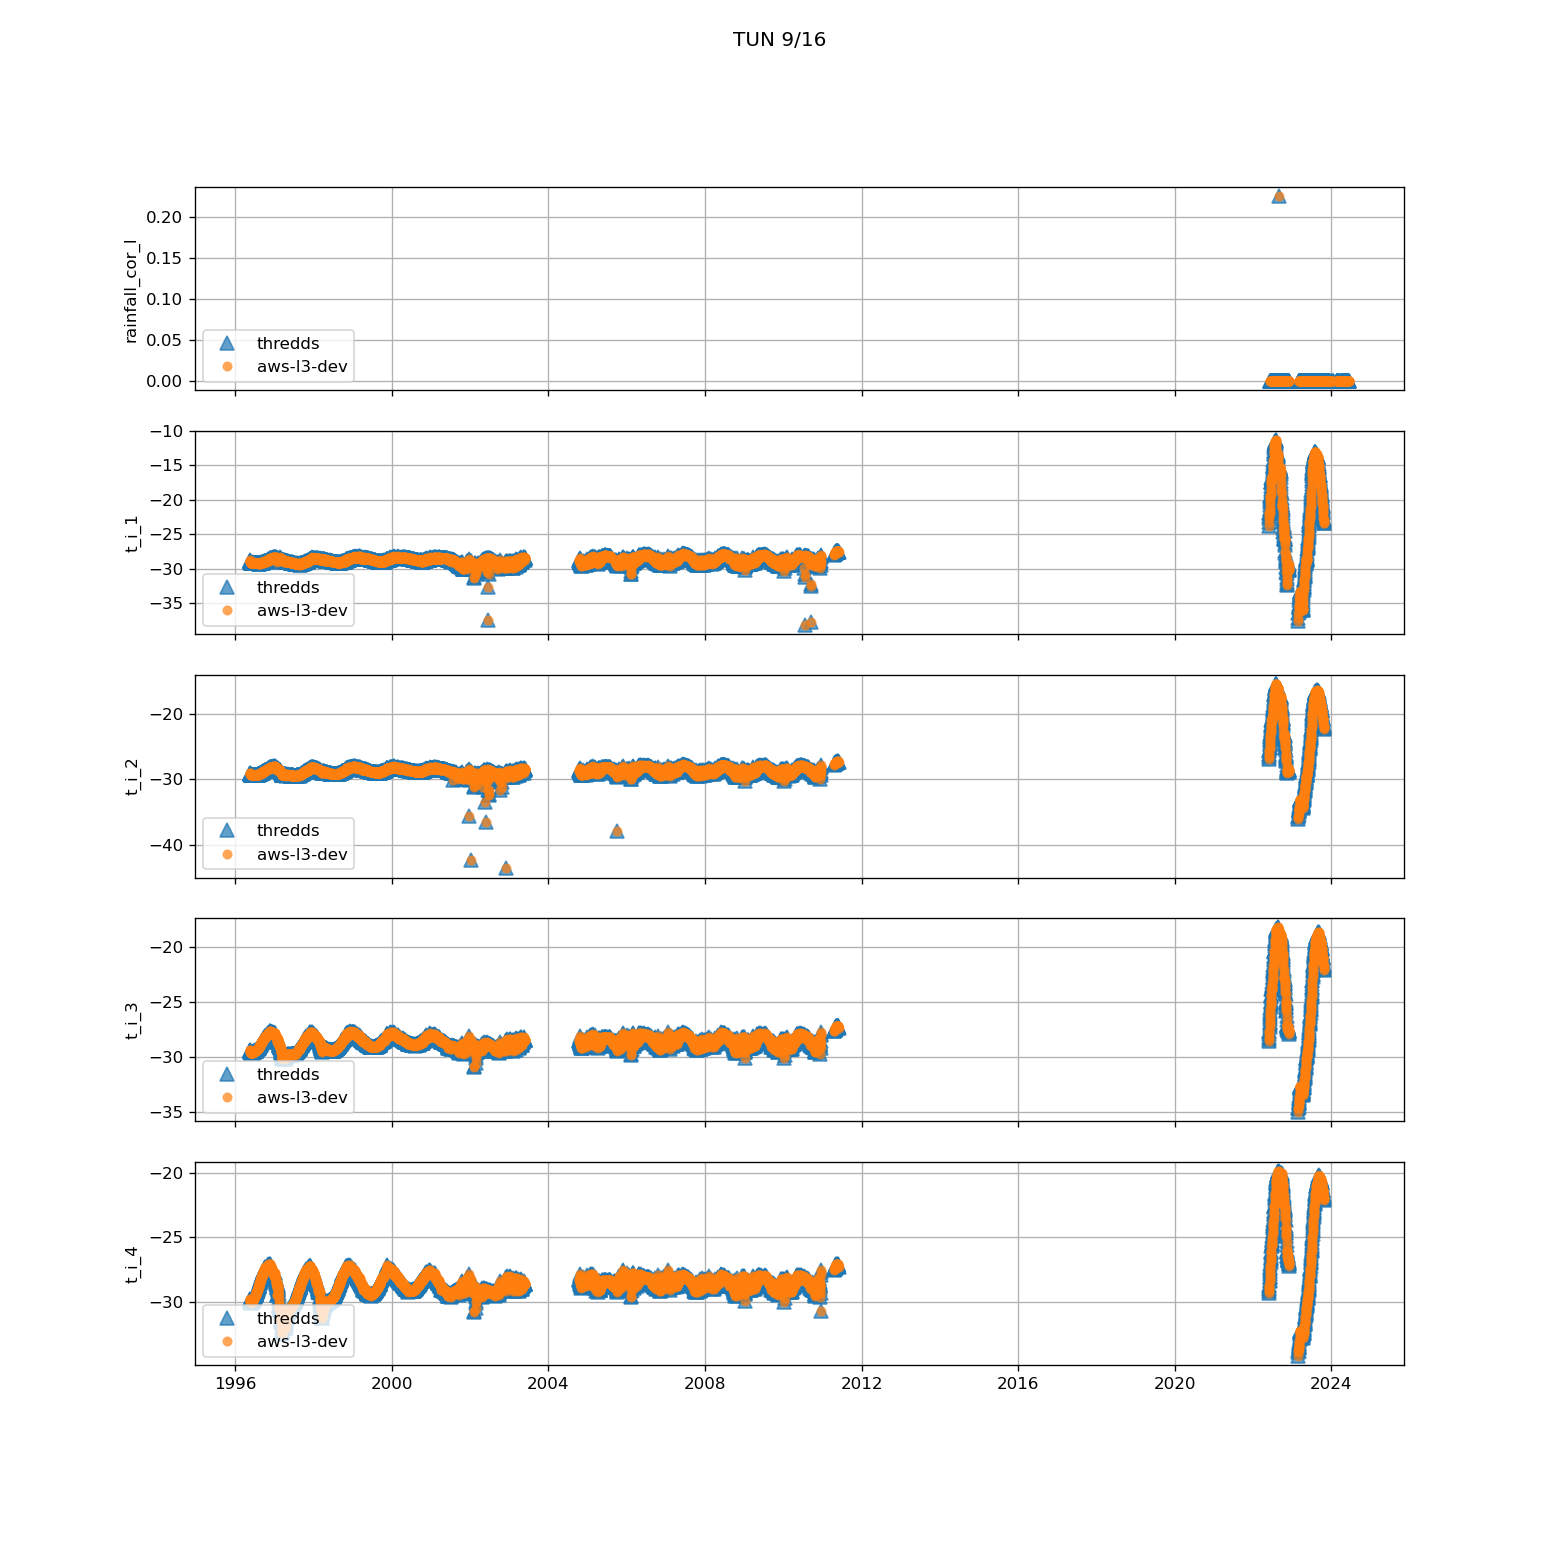 TUN 9/16
rainfall_cor_l
0.20
0.15
0.10
0.05
0.00
thredds
aws-l3-dev
t_i_1
−10
−15
−20
−25
−30
−35
thredds
aws-l3-dev
t_i_2
−20
−30
−40
thredds
aws-l3-dev
t_i_3
−20
−25
−30
−35
thredds
aws-l3-dev
t_i_4
−20
−25
−30
thredds
aws-l3-dev
1996 2000 2004 2008 2012 2016 2020 2024